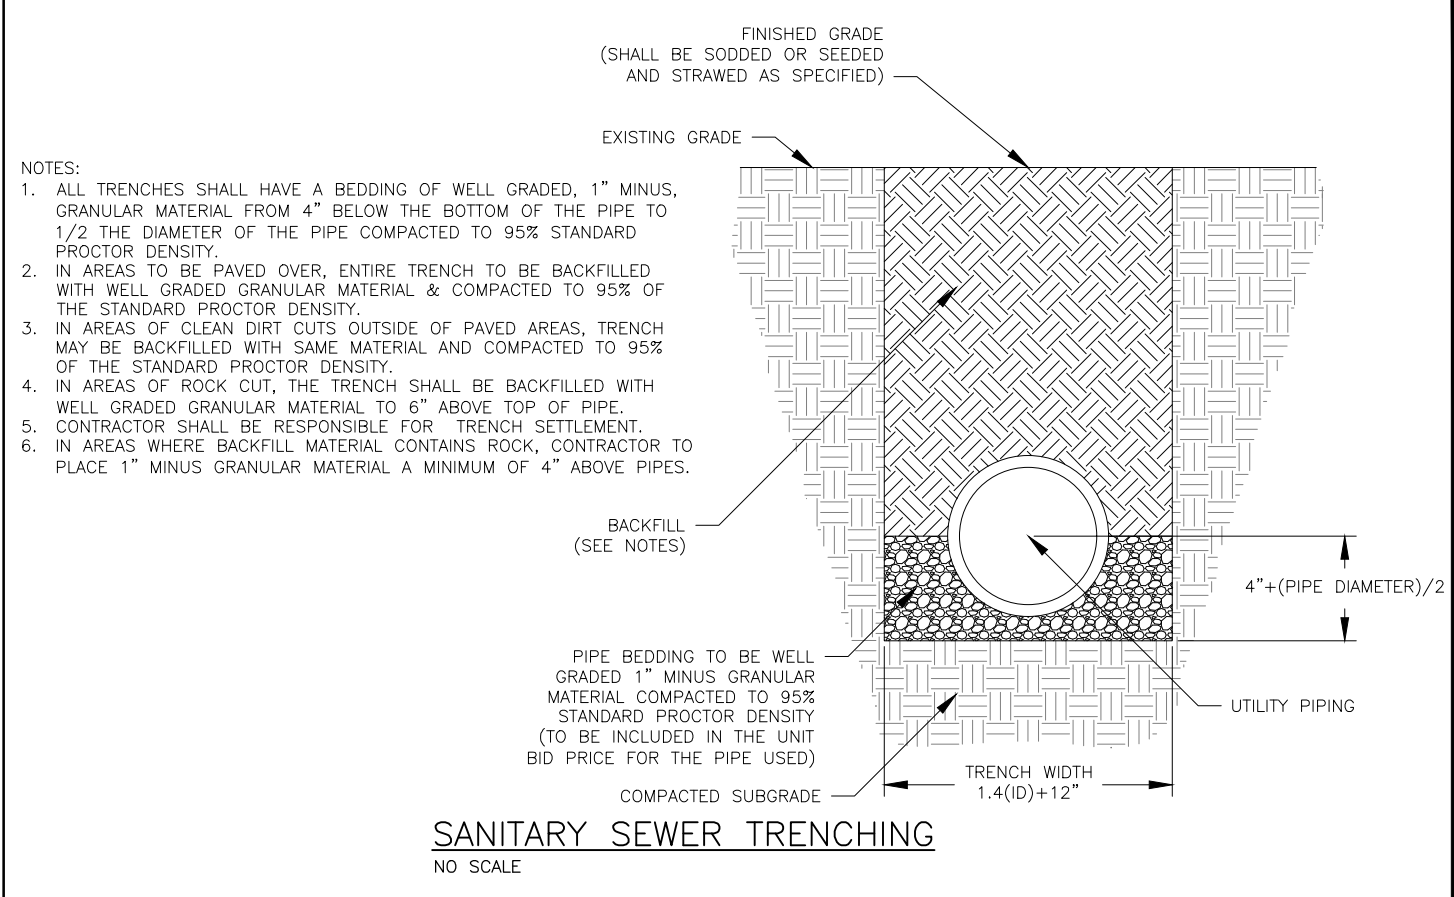 FINISHED GRADE
(SHALL BE SODDED OR SEEDED
AND STRAWED AS SPECIFIED)
EXISTING GRADE
NOTES:
1. ALL TRENCHES SHALL HAVE A BEDDING OF WELL GRADED, 1" MINUS,
GRANULAR MATERIAL FROM 4" BELOW THE BOTTOM OF THE PIPE TO
1/2 THE DIAMETER OF THE PIPE COMPACTED TO 95% STANDARD
PROCTOR DENSITY.
2. IN AREAS TO BE PAVED OVER, ENTIRE TRENCH TO BE BACKFILLED
WITH WELL GRADED GRANULAR MATERIAL & COMPACTED TO 95% OF
THE STANDARD PROCTOR DENSITY.
3. IN AREAS OF CLEAN DIRT CUTS OUTSIDE OF PAVED AREAS, TRENCH
MAY BE BACKFILLED WITH SAME MATERIAL AND COMPACTED TO 95%
OF THE STANDARD PROCTOR DENSITY.
4. IN AREAS OF ROCK CUT, THE TRENCH SHALL BE BACKFILLED WITH
WELL GRADED GRANULAR MATERIAL TO 6" ABOVE TOP OF PIPE.
5. CONTRACTOR SHALL BE RESPONSIBLE FOR TRENCH SETTLEMENT.
6. IN AREAS WHERE BACKFILL MATERIAL CONTAINS ROCK, CONTRACTOR TO
PLACE 1" MINUS GRANULAR MATERIAL A MINIMUM OF 4" ABOVE PIPES.
BACKFILL
(SEE NOTES)
4"+(PIPE DIAMETER)/2
PIPE BEDDING TO BE WELL
GRADED 1" MINUS GRANULAR
MATERIAL COMPACTED TO 95%
STANDARD PROCTOR DENSITY
(TO BE INCLUDED IN THE UNIT
BID PRICE FOR THE PIPE USED)
UTILITY PIPING
TRENCH WIDTH
1.4(ID)+12"
COMPACTED SUBGRADE
SANITARY SEWER TRENCHING
NO SCALE